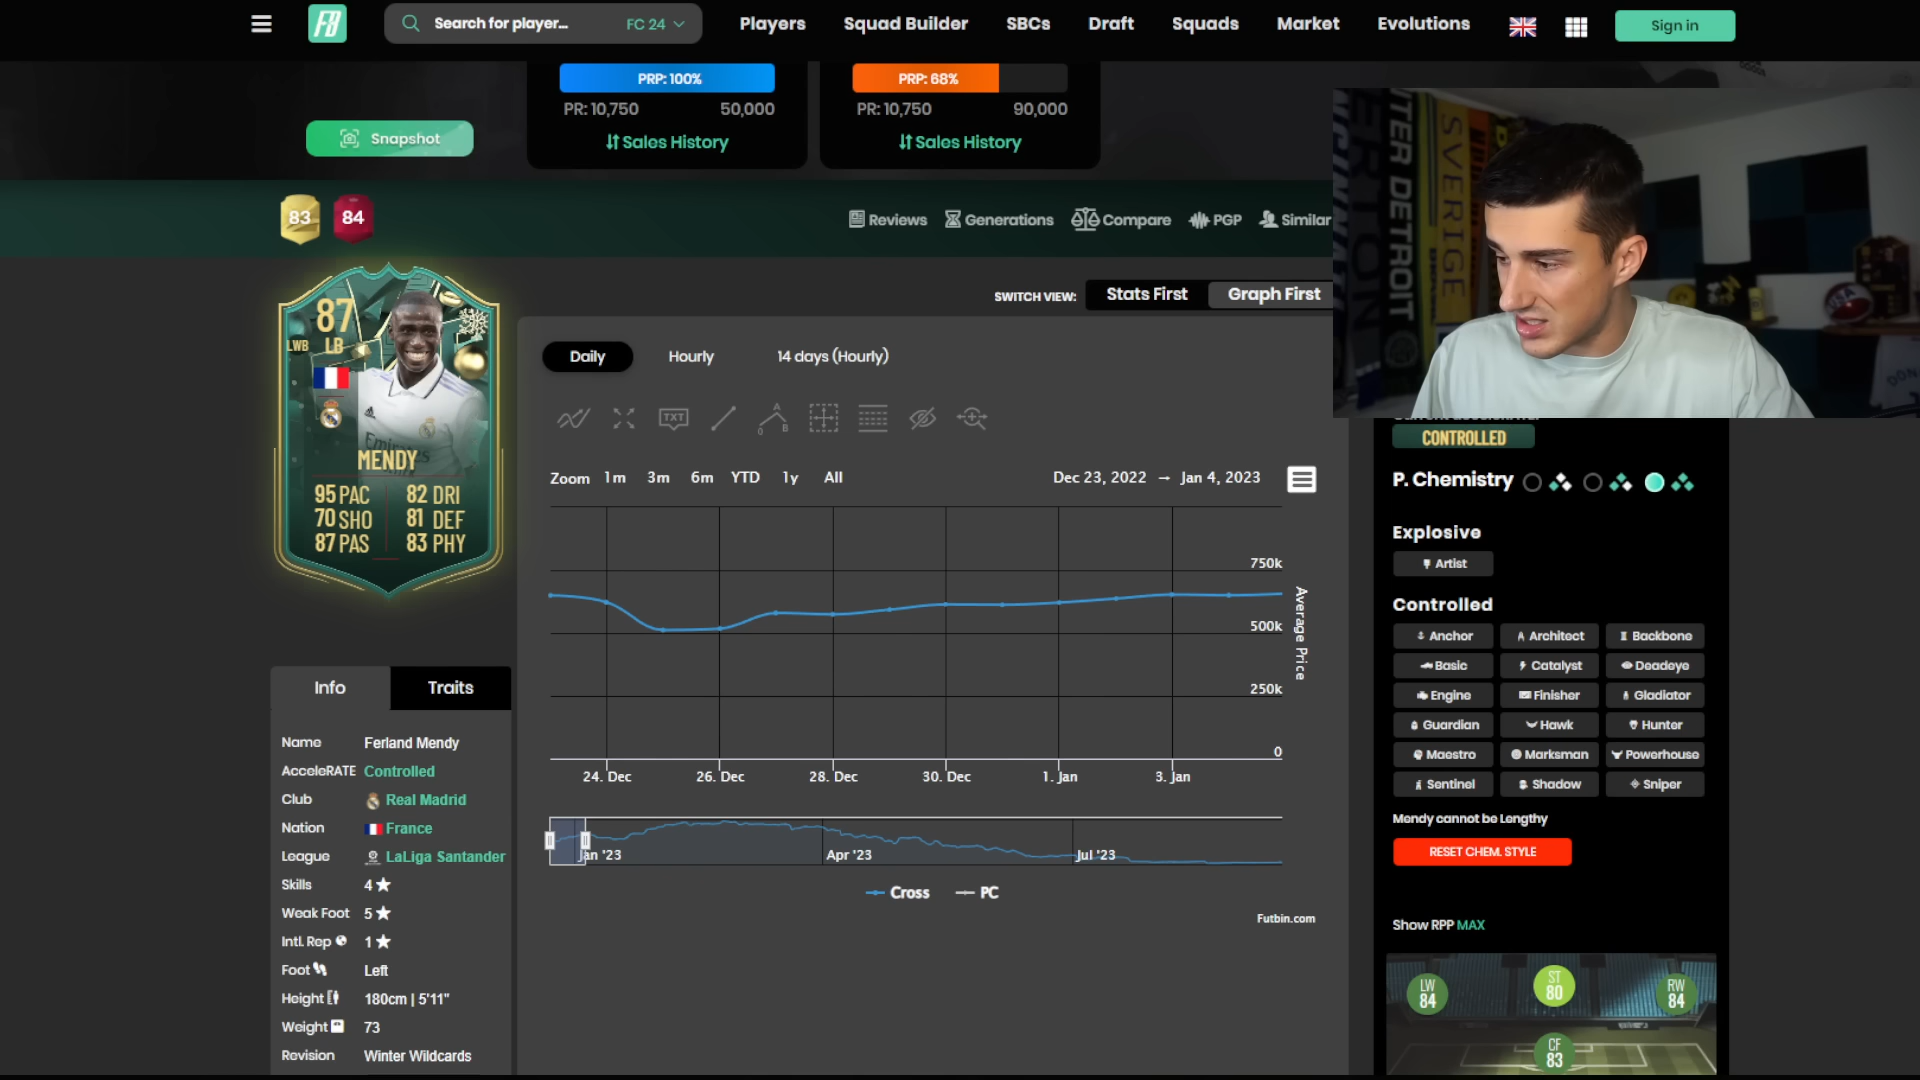 FB
Search for player...
FC 24
Players
Squad Builder
SBCs
Draft
Squads
Market
Evolutions
Sign in
PRP: 100%
PR: 10,750
50,000
Sales History
PRP: 68%
PR: 10,750
90,000
Sales History
Snapshot
83
84
Reviews
Generations
Compare
PGP
Similar
SWITCH VIEW:
Stats First
Graph First
87
LB
LWB
MENDY
95 PAC
82 DRI
70 SHO
81 DEF
87 PAS
83 PHY
Daily
Hourly
14 days (Hourly)
TXT
A
0
B
Zoom
1m
3m
6m
YTD
1y
All
Dec 23, 2022 → Jan 4, 2023
750k
500k
250k
0
Average Price
24. Dec
26. Dec
28. Dec
30. Dec
1. Jan
3. Jan
Jan '23
Apr '23
Jul '23
Cross
PC
Futbin.com
Info
Traits
Name Ferland Mendy
AcceleRATE Controlled
Club Real Madrid
Nation France
League LaLiga Santander
Skills 4
Weak Foot 5
Intl. Rep 1
Foot Left
Height 180cm | 5'11"
Weight 73
Revision Winter Wildcards
TER DETROIT
SVERIGE
USA
DON
CONTROLLED
P. Chemistry
Explosive
Artist
Controlled
Anchor
Architect
Backbone
Basic
Catalyst
Deadeye
Engine
Finisher
Gladiator
Guardian
Hawk
Hunter
Maestro
Marksman
Powerhouse
Sentinel
Shadow
Sniper
Mendy cannot be Lengthy
RESET CHEM. STYLE
Show RPP MAX
LW
84
ST
80
RW
84
CF
83